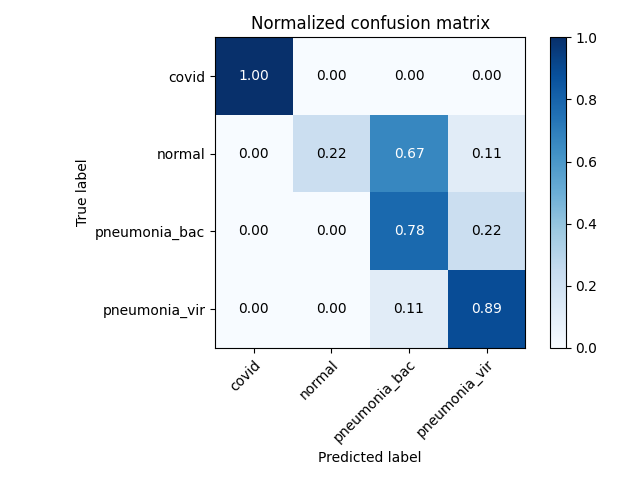 Normalized confusion matrix
True label
covid 1.00 0.00 0.00 0.00
normal 0.00 0.22 0.67 0.11
pneumonia_bac 0.00 0.00 0.78 0.22
pneumonia_vir 0.00 0.00 0.11 0.89
covid normal pneumonia_bac pneumonia_vir
Predicted label
1.0
0.8
0.6
0.4
0.2
0.0